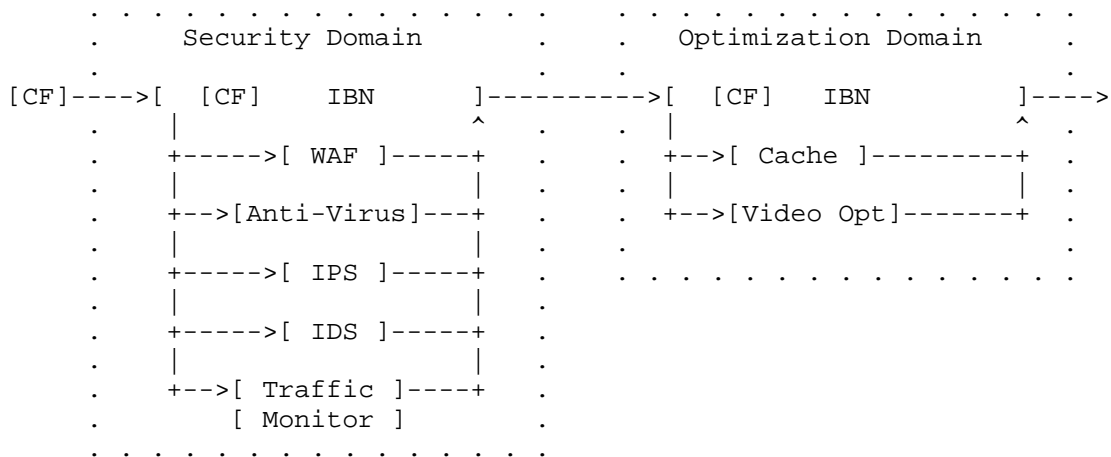 . . . . . . . . . . . . . . .   . . . . . . . . . . . . . . .
.     Security Domain       .   .   Optimization Domain     .
.                           .   .                           .
[CF]---->[  [CF]    IBN      ]---------->[  [CF]   IBN         ]---->
.    |                  ^   .   .  |                     ^  .
.    +----->[ WAF ]-----+   .   .  +-->[ Cache ]---------+  .
.    |                  |   .   .  |                     |  .
.    +-->[Anti-Virus]---+   .   .  +-->[Video Opt]-------+  .
.    |                  |   .   .                           .
.    +----->[ IPS ]-----+   .   . . . . . . . . . . . . . . .
.    |                  |   .
.    +----->[ IDS ]-----+   .
.    |                  |   .
.    +-->[ Traffic ]----+   .
.        [ Monitor ]        .
. . . . . . . . . . . . . . .